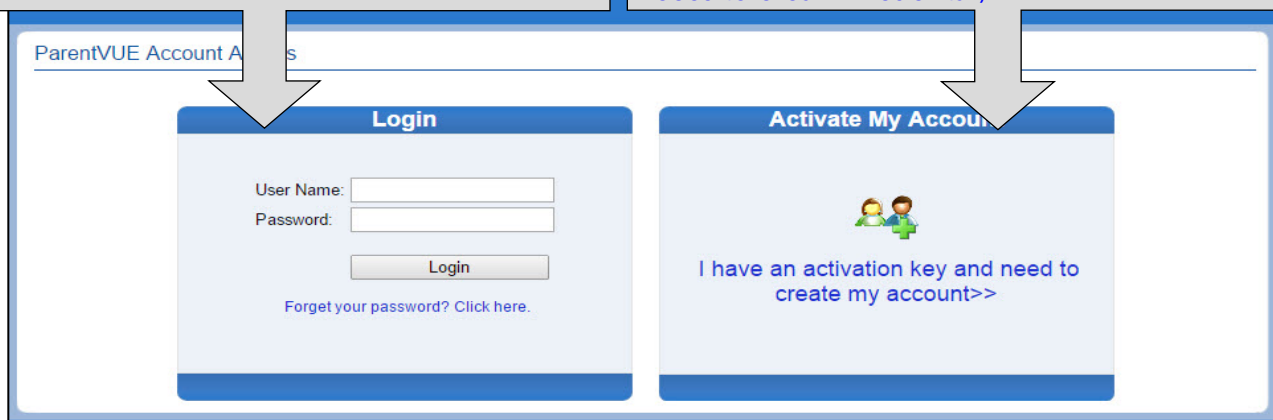 ParentVUE Account A s
Login
User Name:
Password:
Login
Forget your password? Click here.
Activate My Accoun
I have an activation key and need to
create my account>>